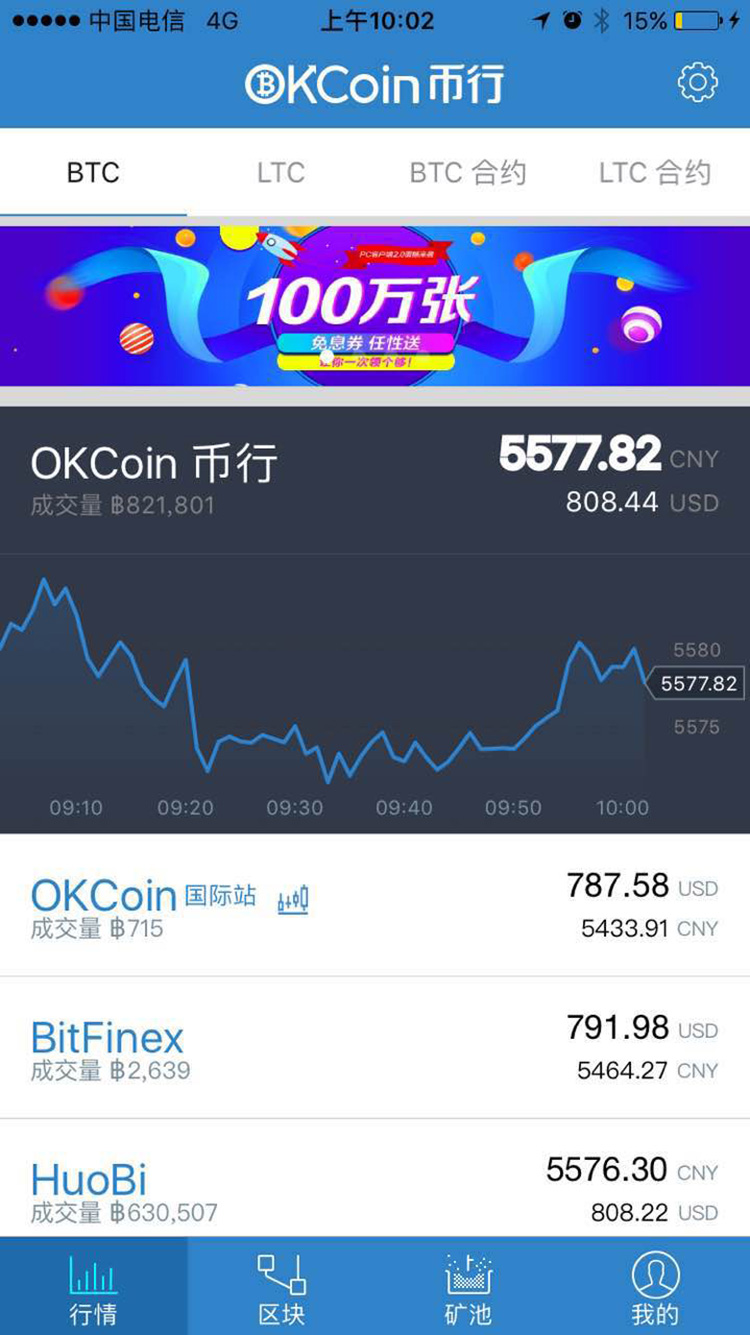 中国电信 4G 上午10:02 15%
OKCoin 币行
BTC LTC BTC 合约 LTC 合约
PC客户端2.0震撼来袭
100万张
免息券 任性送
让你一次领个够!
OKCoin 币行 5577.82 CNY
成交量 ฿821,801 808.44 USD
5580
5577.82
5575
09:10 09:20 09:30 09:40 09:50 10:00
OKCoin 国际站 787.58 USD
成交量 ฿715 5433.91 CNY
BitFinex 791.98 USD
成交量 ฿2,639 5464.27 CNY
HuoBi 5576.30 CNY
成交量 ฿630,507 808.22 USD
行情 区块 矿池 我的